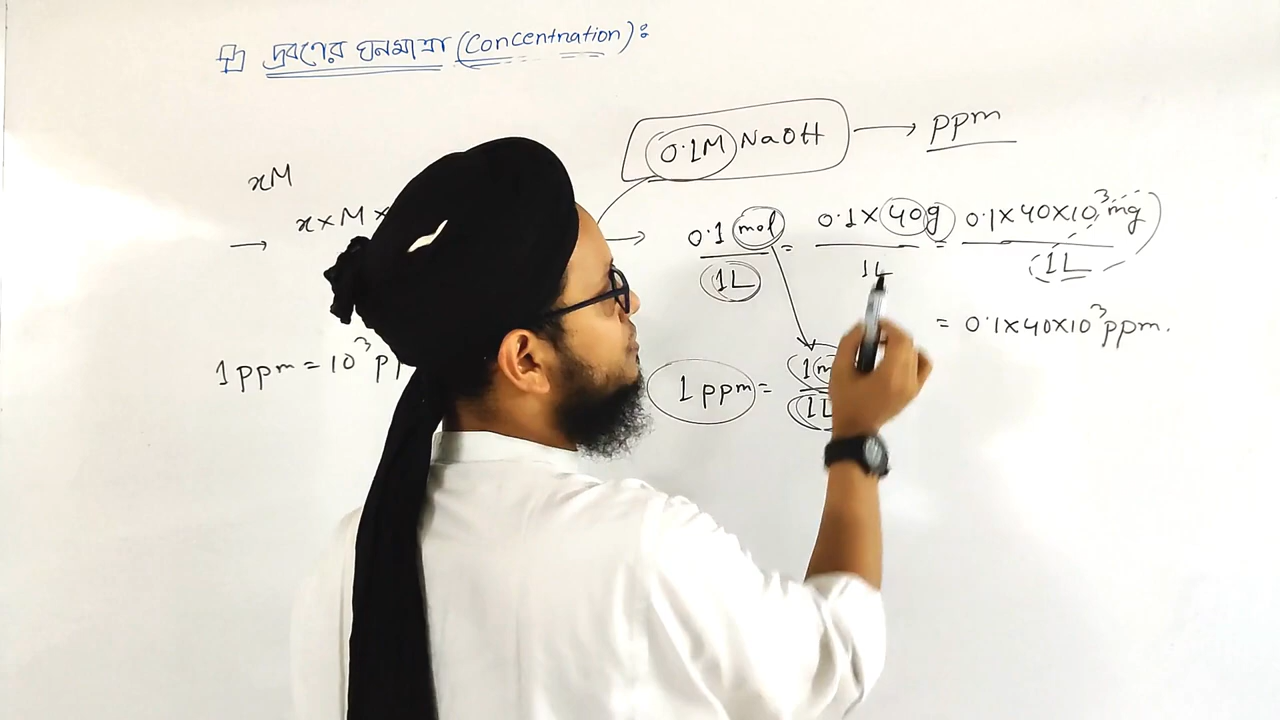 দ্রবণের ঘনমাত্রা (Concentration):
0.1M NaOH → ppm
xM
x×M×
→
→ 0.1 mol / 1L = 0.1×40g / 1L = 0.1×40×10³ mg / 1L
= 0.1×40×10³ ppm.
1 ppm = 10³
1 ppm = 1 / 1L